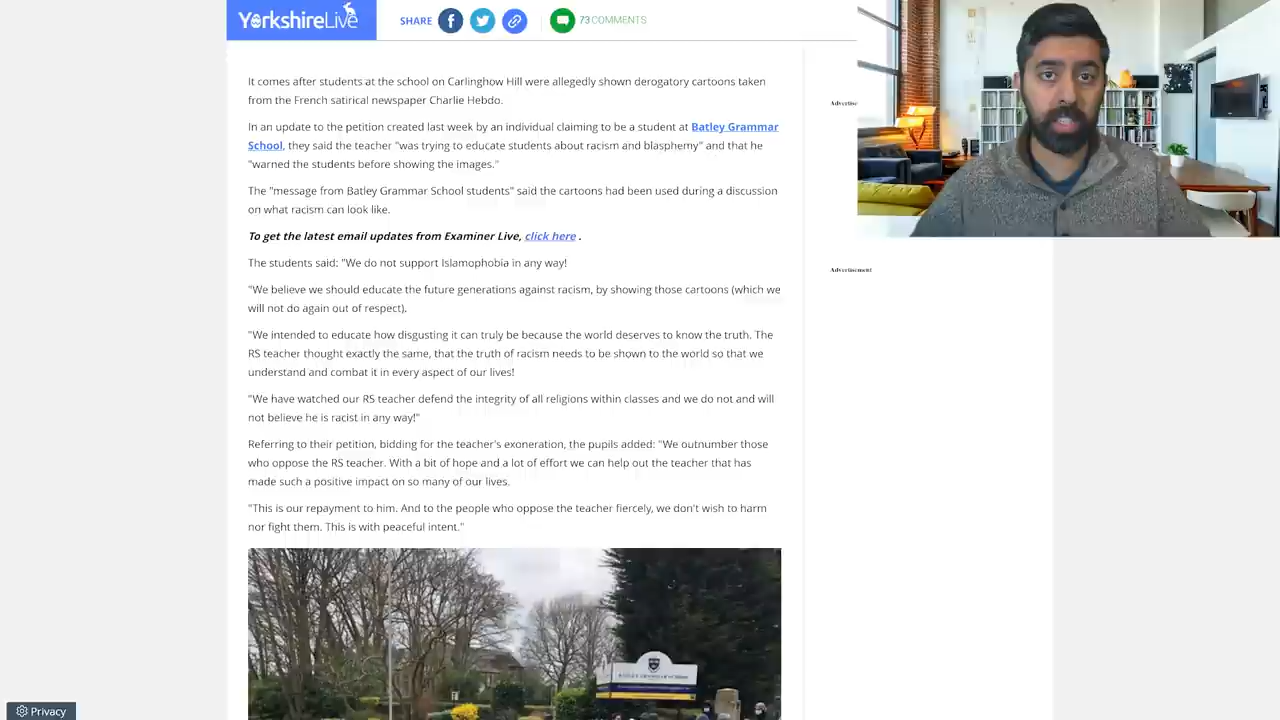 YorkshireLive
SHARE
73 COMMENTS
It comes after students at the school on Carlinghow Hill were allegedly shown derogatory cartoons taken
from the French satirical newspaper Charlie Hebdo.
Advertise
In an update to the petition created last week by an individual claiming to be a student at Batley Grammar
School, they said the teacher "was trying to educate students about racism and blasphemy" and that he
"warned the students before showing the images."
The "message from Batley Grammar School students" said the cartoons had been used during a discussion
on what racism can look like.
To get the latest email updates from Examiner Live, click here .
The students said: "We do not support Islamophobia in any way!
Advertisement
"We believe we should educate the future generations against racism, by showing those cartoons (which we
will not do again out of respect).
"We intended to educate how disgusting it can truly be because the world deserves to know the truth. The
RS teacher thought exactly the same, that the truth of racism needs to be shown to the world so that we
understand and combat it in every aspect of our lives!
"We have watched our RS teacher defend the integrity of all religions within classes and we do not and will
not believe he is racist in any way!"
Referring to their petition, bidding for the teacher's exoneration, the pupils added: "We outnumber those
who oppose the RS teacher. With a bit of hope and a lot of effort we can help out the teacher that has
made such a positive impact on so many of our lives.
"This is our repayment to him. And to the people who oppose the teacher fiercely, we don't wish to harm
nor fight them. This is with peaceful intent."
Privacy